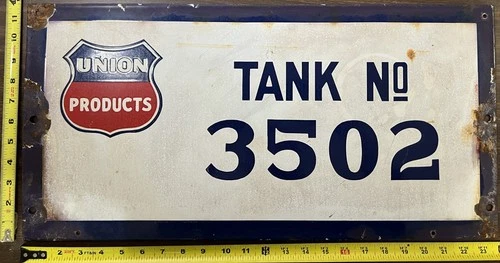 UNION
PRODUCTS
TANK No
3502